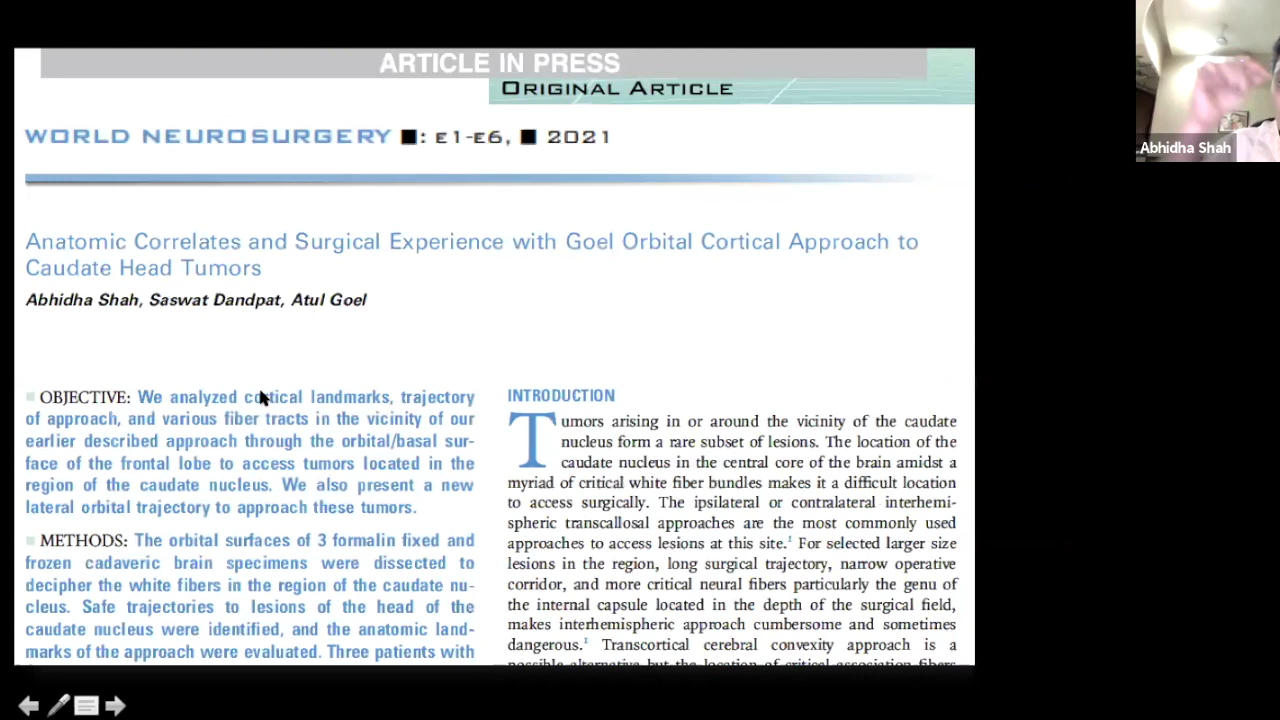 ARTICLE IN PRESS
ORIGINAL ARTICLE
WORLD NEUROSURGERY ■: E1-E6, ■ 2021
Abhidha Shah
Anatomic Correlates and Surgical Experience with Goel Orbital Cortical Approach to
Caudate Head Tumors
Abhidha Shah, Saswat Dandpat, Atul Goel
OBJECTIVE: We analyzed cortical landmarks, trajectory
of approach, and various fiber tracts in the vicinity of our
earlier described approach through the orbital/basal sur-
face of the frontal lobe to access tumors located in the
region of the caudate nucleus. We also present a new
lateral orbital trajectory to approach these tumors.
METHODS: The orbital surfaces of 3 formalin fixed and
frozen cadaveric brain specimens were dissected to
decipher the white fibers in the region of the caudate nu-
cleus. Safe trajectories to lesions of the head of the
caudate nucleus were identified, and the anatomic land-
marks of the approach were evaluated. Three patients with
INTRODUCTION
Tumors arising in or around the vicinity of the caudate
nucleus form a rare subset of lesions. The location of the
caudate nucleus in the central core of the brain amidst a
myriad of critical white fiber bundles makes it a difficult location
to access surgically. The ipsilateral or contralateral interhemi-
spheric transcallosal approaches are the most commonly used
approaches to access lesions at this site.1 For selected larger size
lesions in the region, long surgical trajectory, narrow operative
corridor, and more critical neural fibers particularly the genu of
the internal capsule located in the depth of the surgical field,
makes interhemispheric approach cumbersome and sometimes
dangerous.1 Transcortical cerebral convexity approach is a
possible alternative but the location of critical association fibers